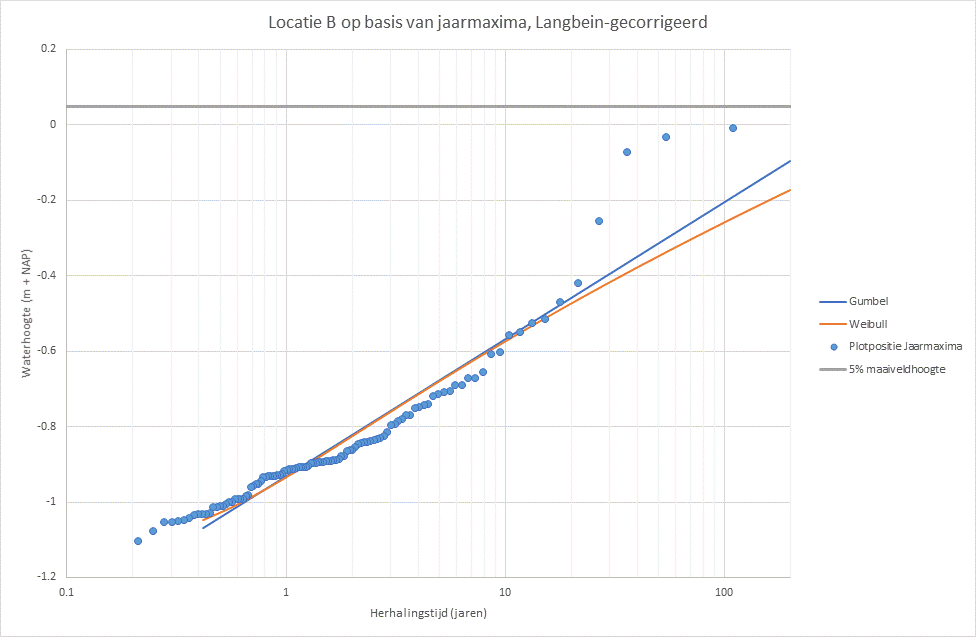 Locatie B op basis van jaarmaxima, Langbein-gecorrigeerd
0.2
0
-0.2
-0.4
-0.6
-0.8
-1
-1.2
Waterhoogte (m + NAP)
0.1
1
10
100
Herhalingstijd (jaren)
Gumbel
Weibull
Plotpositie Jaarmaxima
5% maaiveldhoogte